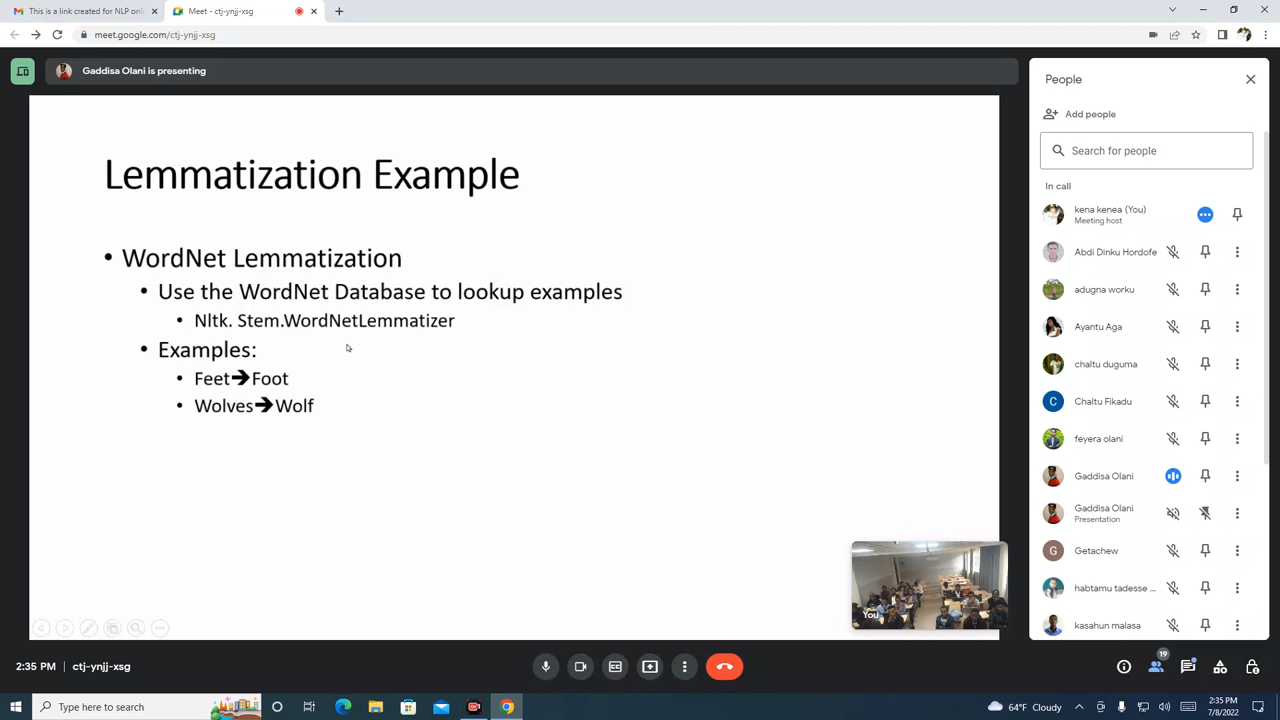 This is a link created for NLP onli
Meet - ctj-ynjj-xsg
meet.google.com/ctj-ynjj-xsg
Gaddisa Olani is presenting
Lemmatization Example
• WordNet Lemmatization
• Use the WordNet Database to lookup examples
• Nltk. Stem.WordNetLemmatizer
• Examples:
• Feet➔Foot
• Wolves➔Wolf
You
People
Add people
Search for people
In call
kena kenea (You)
Meeting host
Abdi Dinku Hordofe
adugna worku
Ayantu Aga
chaltu duguma
C
Chaltu Fikadu
feyera olani
Gaddisa Olani
Gaddisa Olani
Presentation
G
Getachew
habtamu tadesse ...
kasahun malasa
2:35 PM | ctj-ynjj-xsg
19
Type here to search
64°F Cloudy
2:35 PM
7/8/2022